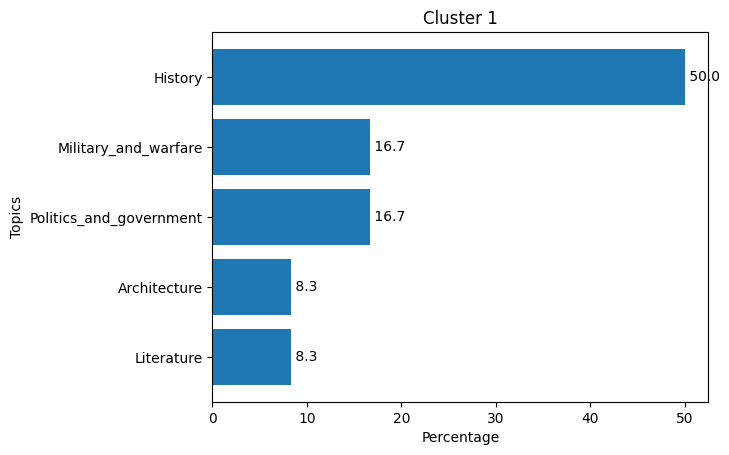 Cluster 1
History
50.0
Military_and_warfare
16.7
Politics_and_government
16.7
Architecture
8.3
Literature
8.3
Topics
0 10 20 30 40 50
Percentage